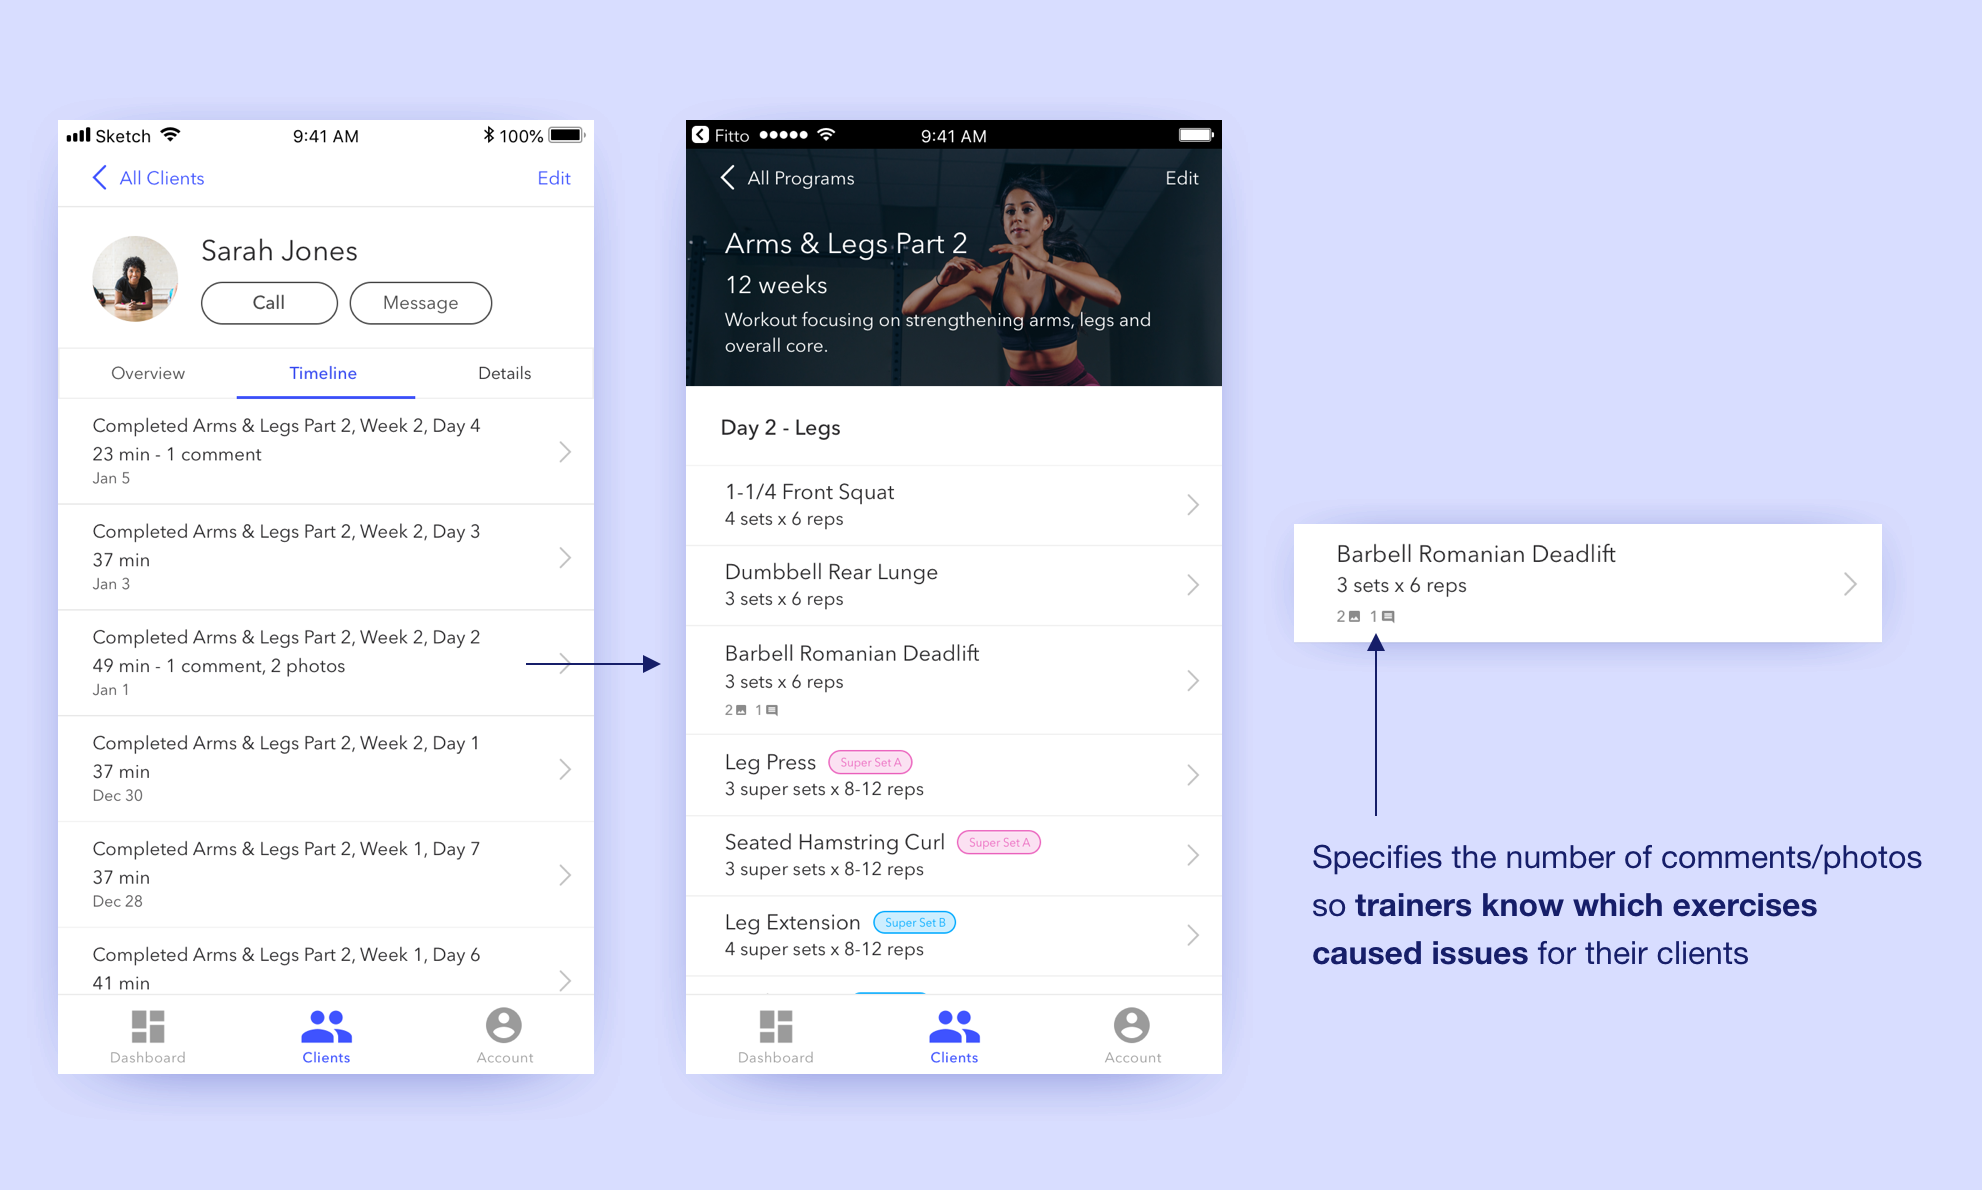 Sketch 9:41 AM 100%
All Clients Edit
Sarah Jones
Call Message
Overview Timeline Details
Completed Arms & Legs Part 2, Week 2, Day 4
23 min - 1 comment
Jan 5
Completed Arms & Legs Part 2, Week 2, Day 3
37 min
Jan 3
Completed Arms & Legs Part 2, Week 2, Day 2
49 min - 1 comment, 2 photos
Jan 1
Completed Arms & Legs Part 2, Week 2, Day 1
37 min
Dec 30
Completed Arms & Legs Part 2, Week 1, Day 7
37 min
Dec 28
Completed Arms & Legs Part 2, Week 1, Day 6
41 min
Dashboard Clients Account
Fitto 9:41 AM
All Programs Edit
Arms & Legs Part 2
12 weeks
Workout focusing on strengthening arms, legs and
overall core.
Day 2 - Legs
1-1/4 Front Squat
4 sets x 6 reps
Dumbbell Rear Lunge
3 sets x 6 reps
Barbell Romanian Deadlift
3 sets x 6 reps
2 1
Leg Press Super Set A
3 super sets x 8-12 reps
Seated Hamstring Curl Super Set A
3 super sets x 8-12 reps
Leg Extension Super Set B
4 super sets x 8-12 reps
Dashboard Clients Account
Barbell Romanian Deadlift
3 sets x 6 reps
2 1
Specifies the number of comments/photos
so trainers know which exercises
caused issues for their clients